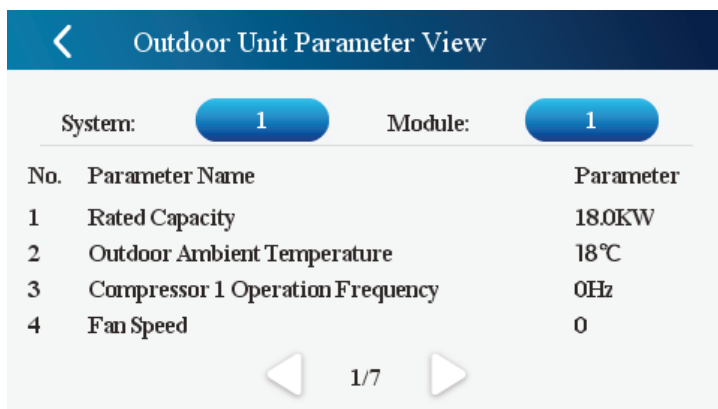 Outdoor Unit Parameter View
System: 1 Module: 1
No. Parameter Name Parameter
1 Rated Capacity 18.0KW
2 Outdoor Ambient Temperature 18℃
3 Compressor 1 Operation Frequency 0Hz
4 Fan Speed 0
1/7